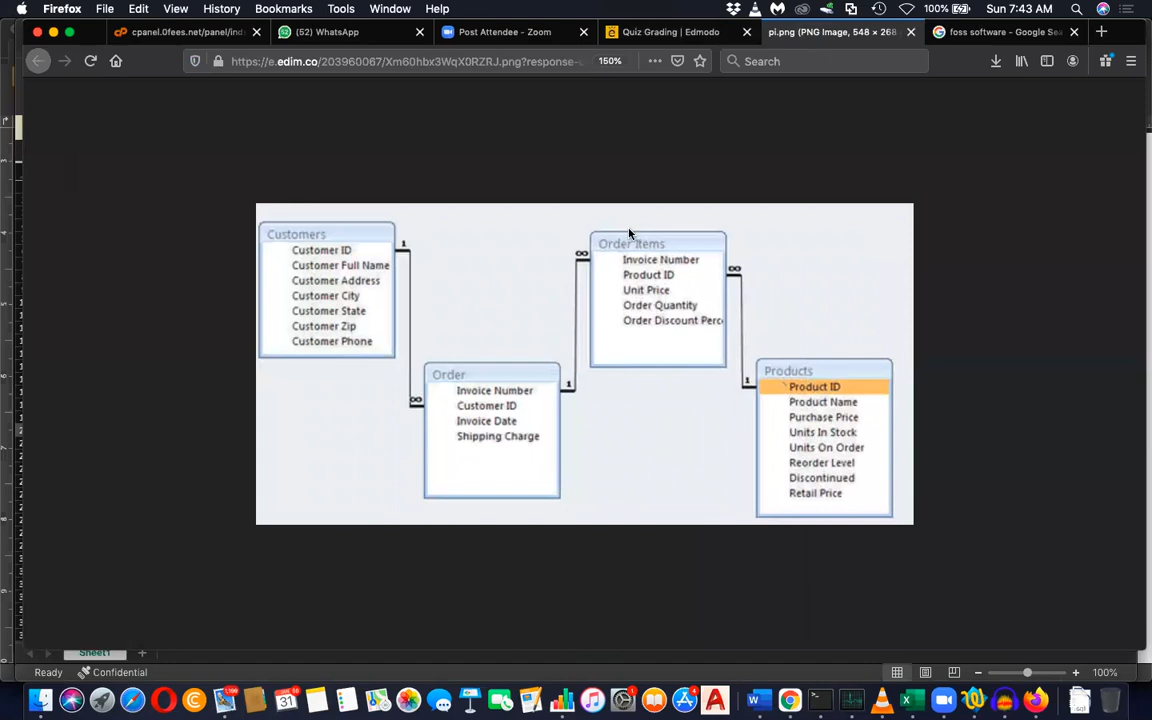 Firefox File Edit View History Bookmarks Tools Window Help 100% Sun 7:43 AM
cpanel.0fees.net/panel/ind (52) WhatsApp Post Attendee - Zoom Quiz Grading | Edmodo pi.png (PNG Image, 548 × 268 foss software - Google Sea
https://e.edim.co/203960067/Xm60hbx3WqX0RZRJ.png?response- 150% Search
Customers
Customer ID
Customer Full Name
Customer Address
Customer City
Customer State
Customer Zip
Customer Phone
1
∞
Order
Invoice Number
Customer ID
Invoice Date
Shipping Charge
1
∞
Order Items
Invoice Number
Product ID
Unit Price
Order Quantity
Order Discount Perc
∞
1
Products
Product ID
Product Name
Purchase Price
Units In Stock
Units On Order
Reorder Level
Discontinued
Retail Price
Sheet1
Ready Confidential 100%
31